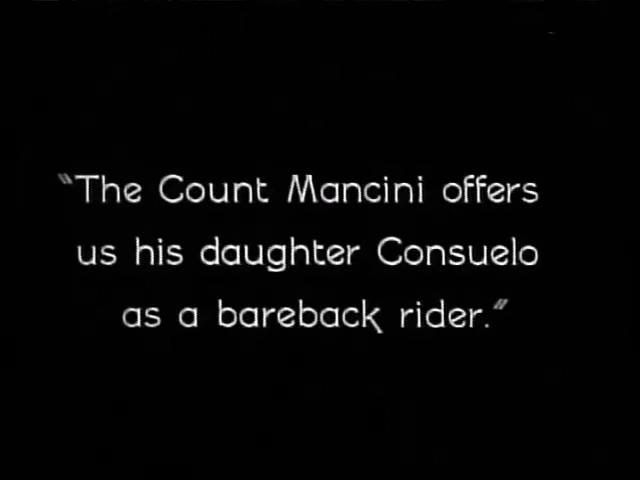 "The Count Mancini offers
us his daughter Consuelo
as a bareback rider."